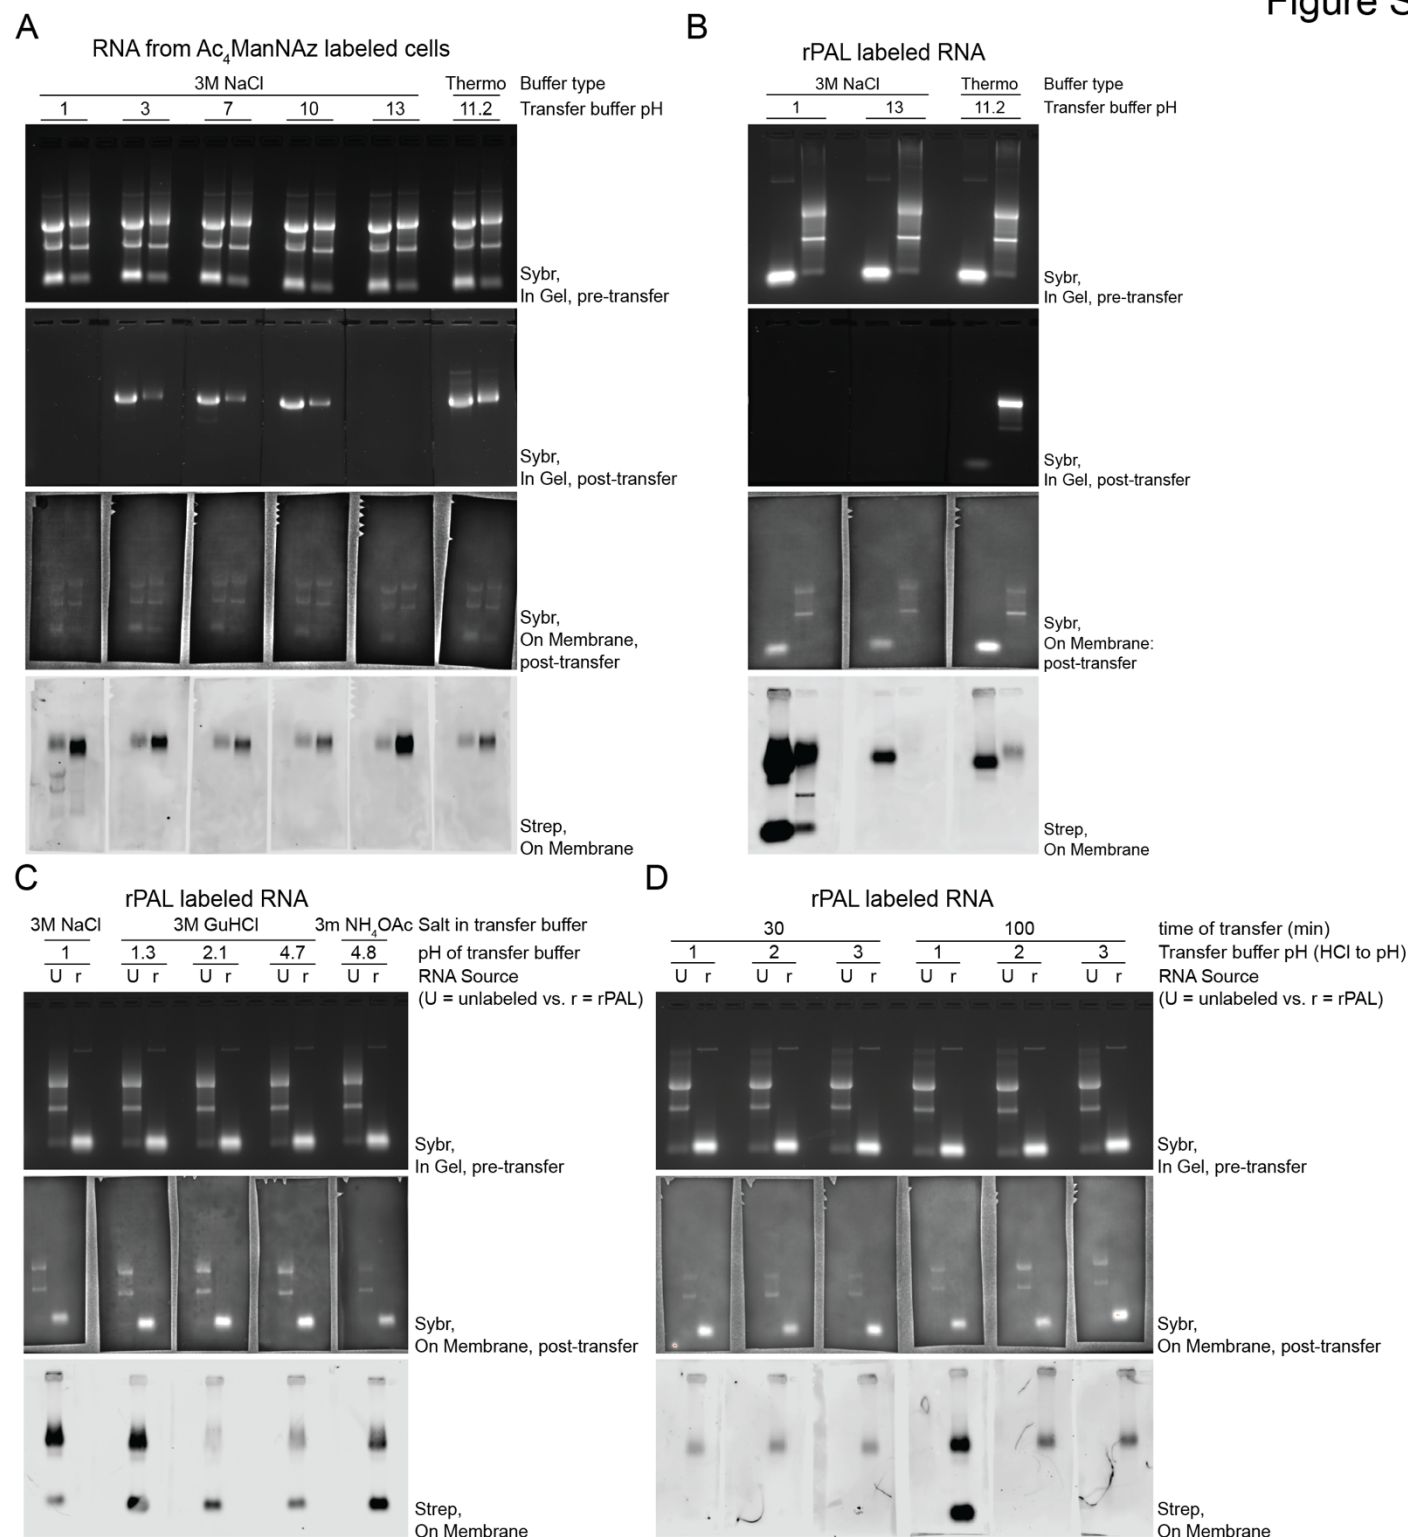 Figure S
A
RNA from Ac4ManNAz labeled cells
3M NaCl Thermo Buffer type
1 3 7 10 13 11.2 Transfer buffer pH
Sybr,
In Gel, pre-transfer
Sybr,
In Gel, post-transfer
Sybr,
On Membrane,
post-transfer
Strep,
On Membrane
B
rPAL labeled RNA
3M NaCl Thermo Buffer type
1 13 11.2 Transfer buffer pH
Sybr,
In Gel, pre-transfer
Sybr,
In Gel, post-transfer
Sybr,
On Membrane:
post-transfer
Strep,
On Membrane
C
rPAL labeled RNA
3M NaCl 3M GuHCl 3m NH4OAc Salt in transfer buffer
1 1.3 2.1 4.7 4.8 pH of transfer buffer
U r U r U r U r U r RNA Source
(U = unlabeled vs. r = rPAL)
Sybr,
In Gel, pre-transfer
Sybr,
On Membrane, post-transfer
Strep,
On Membrane
D
rPAL labeled RNA
30 100 time of transfer (min)
1 2 3 1 2 3 Transfer buffer pH (HCl to pH)
U r U r U r U r U r U r RNA Source
(U = unlabeled vs. r = rPAL)
Sybr,
In Gel, pre-transfer
Sybr,
On Membrane, post-transfer
Strep,
On Membrane